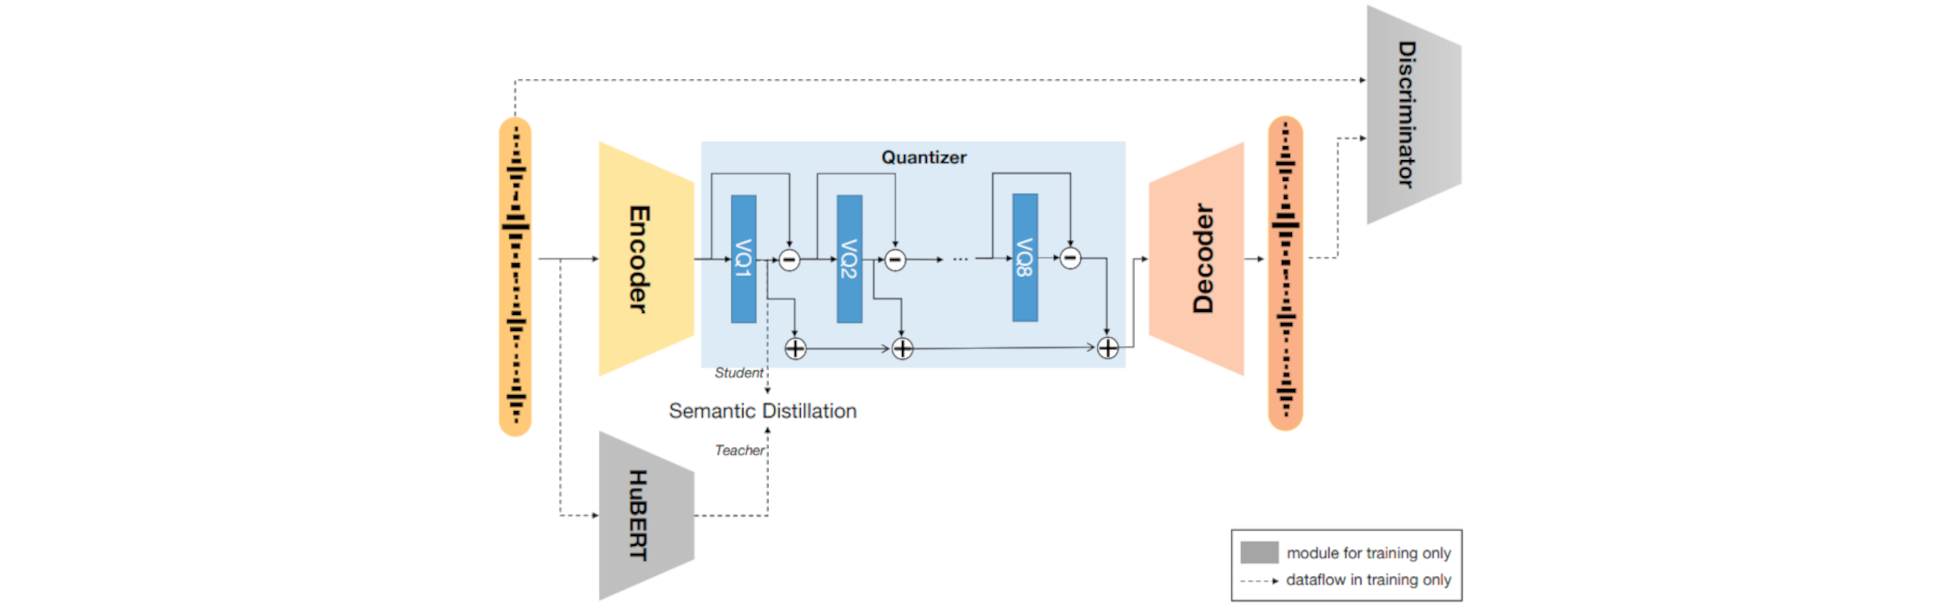 Discriminator
Quantizer
Encoder
VQ1
VQ2
...
VQ8
Decoder
Student
Semantic Distillation
Teacher
HuBERT
module for training only
dataflow in training only